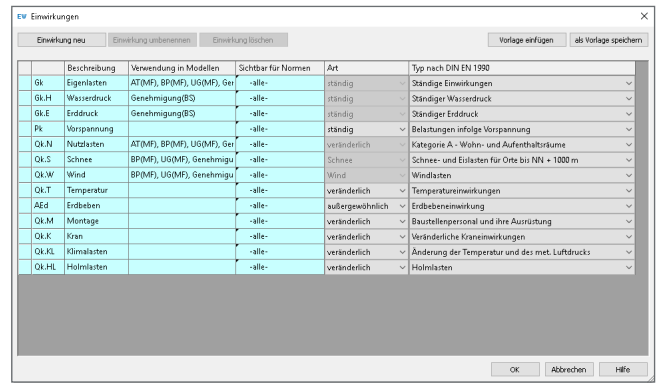 EW Einwirkungen
Einwirkung neu Einwirkung umbenennen Einwirkung löschen Vorlage einfügen als Vorlage speichern
Beschreibung Verwendung in Modellen Sichtbar für Normen Art Typ nach DIN EN 1990
Gk Eigenlasten AT(MF), BP(MF), UG(MF), Ger -alle- ständig Ständige Einwirkungen
Gk.H Wasserdruck Genehmigung(BS) -alle- ständig Ständiger Wasserdruck
Gk.E Erddruck Genehmigung(BS) -alle- ständig Ständiger Erddruck
Pk Vorspannung -alle- ständig Belastungen infolge Vorspannung
Qk.N Nutzlasten AT(MF), BP(MF), UG(MF), Ger -alle- veränderlich Kategorie A - Wohn- und Aufenthaltsräume
Qk.S Schnee BP(MF), UG(MF), Genehmigu -alle- Schnee Schnee- und Eislasten für Orte bis NN + 1000 m
Qk.W Wind BP(MF), UG(MF), Genehmigu -alle- Wind Windlasten
Qk.T Temperatur -alle- veränderlich Temperatureinwirkungen
AEd Erdbeben -alle- außergewöhnlich Erdbebeneinwirkung
Qk.M Montage -alle- veränderlich Baustellenpersonal und ihre Ausrüstung
Qk.K Kran -alle- veränderlich Veränderliche Kraneinwirkungen
Qk.KL Klimalasten -alle- veränderlich Änderung der Temperatur und des met. Luftdrucks
Qk.HL Holmlasten -alle- veränderlich Holmlasten
OK Abbrechen Hilfe